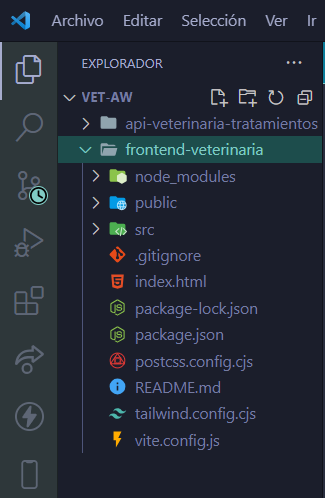 Archivo Editar Selección Ver Ir
EXPLORADOR
VET-AW
api-veterinaria-tratamientos
frontend-veterinaria
node_modules
public
src
.gitignore
index.html
package-lock.json
package.json
postcss.config.cjs
README.md
tailwind.config.cjs
vite.config.js